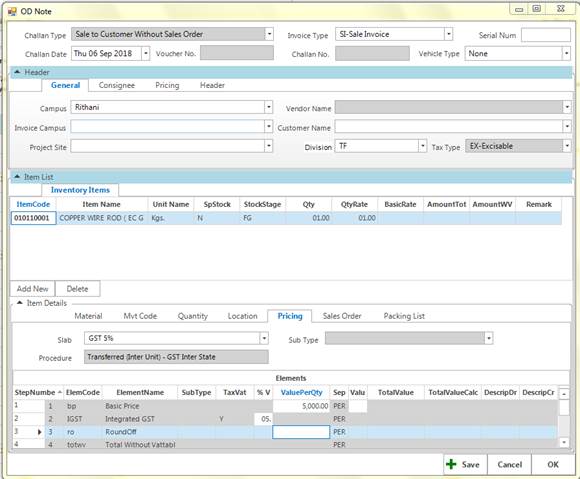 OD Note
Challan Type Sale to Customer Without Sales Order Invoice Type SI-Sale Invoice Serial Num
Challan Date Thu 06 Sep 2018 Voucher No. Challan No. Vehicle Type None
Header
General Consignee Pricing Header
Campus Rithani Vendor Name
Invoice Campus Customer Name
Project Site Division TF Tax Type EX-Excisable
Item List
Inventory Items
ItemCode Item Name Unit Name SpStock StockStage Qty QtyRate BasicRate AmountTot AmountWV Remark
010110001 COPPER WIRE ROD ( EC G Kgs. N FG 01.00 01.00
Add New Delete
Item Details
Material Mvt Code Quantity Location Pricing Sales Order Packing List
Slab GST 5% Sub Type
Procedure Transferred (Inter Unit) - GST Inter State
Elements
StepNumbe ElemCode ElementName SubType TaxVat % V ValuePerQty Sep Valu TotalValue TotalValueCalc DescripDr DescripCr
1 1 bp Basic Price 5,000.00 PER
2 2 IGST Integrated GST Y 05. PER
3 3 ro RoundOff PER
4 4 totwv Total Without Vattabl PER
Save Cancel OK